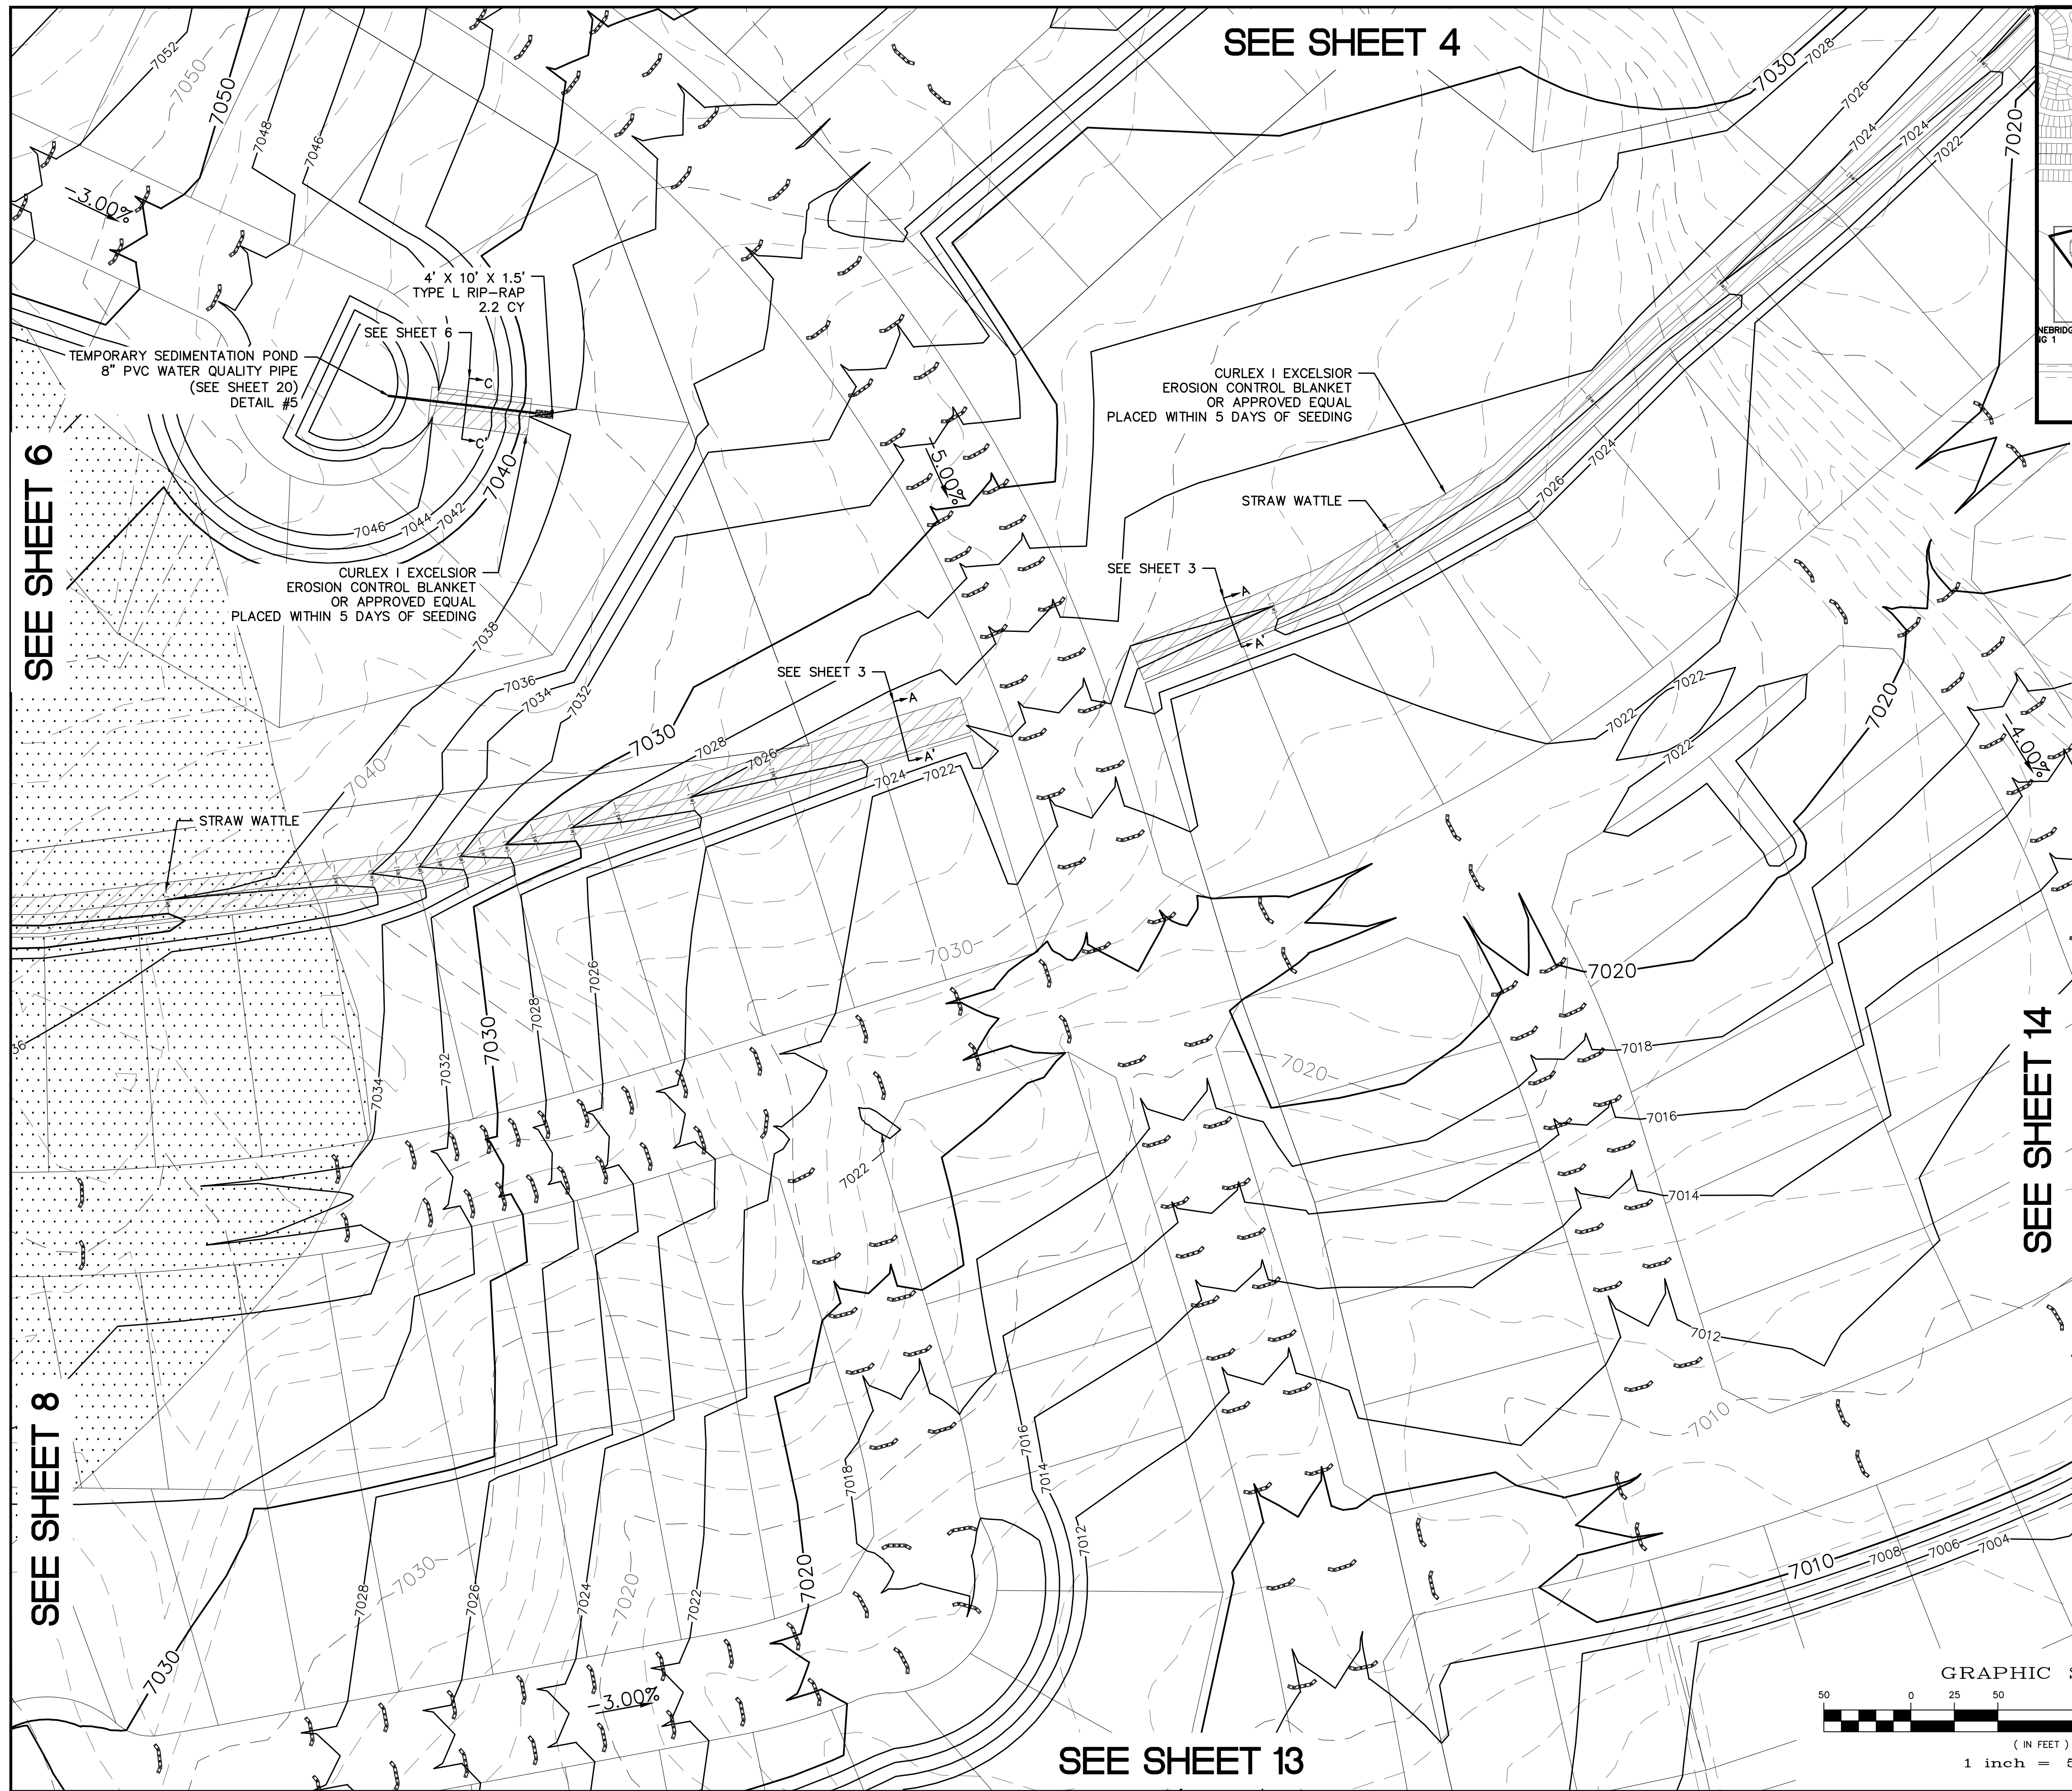 SEE SHEET 4
7052
7050
7050
7048
7046
-3.00%
7030
7028
7026
7024
7024
7022
7020
4' X 10' X 1.5'
TYPE L RIP-RAP
2.2 CY
SEE SHEET 6
C
C'
TEMPORARY SEDIMENTATION POND
8" PVC WATER QUALITY PIPE
(SEE SHEET 20)
DETAIL #5
7046
7044
7042
7040
CURLEX I EXCELSIOR
EROSION CONTROL BLANKET
OR APPROVED EQUAL
PLACED WITHIN 5 DAYS OF SEEDING
CURLEX I EXCELSIOR
EROSION CONTROL BLANKET
OR APPROVED EQUAL
PLACED WITHIN 5 DAYS OF SEEDING
STRAW WATTLE
SEE SHEET 3
A
A'
7026
7024
-5.00%
SEE SHEET 6
7038
7036
7034
7032
SEE SHEET 3
A
A'
7030
7028
7026
7024
7022
7040
STRAW WATTLE
7022
7022
7022
7020
-4.00%
7030
7020
7020
7018
7016
7014
7012
7010
36
7034
7032
7030
7028
7026
7022
SEE SHEET 14
SEE SHEET 8
7018
7016
7014
7012
7030
7030
7028
7026
7024
7020
7022
7020
-3.00%
7010
7008
7006
7004
SEE SHEET 13
NEBRIDG
NG 1
GRAPHIC S
50 0 25 50
( IN FEET )
1 inch = 5